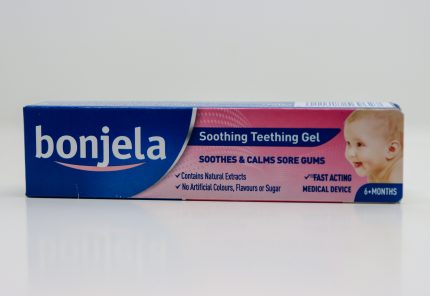 bonjela
Soothing Teething Gel
SOOTHES & CALMS SORE GUMS
✓Contains Natural Extracts
✓No Artificial Colours, Flavours or Sugar
✓FAST ACTING
MEDICAL DEVICE
6+MONTHS